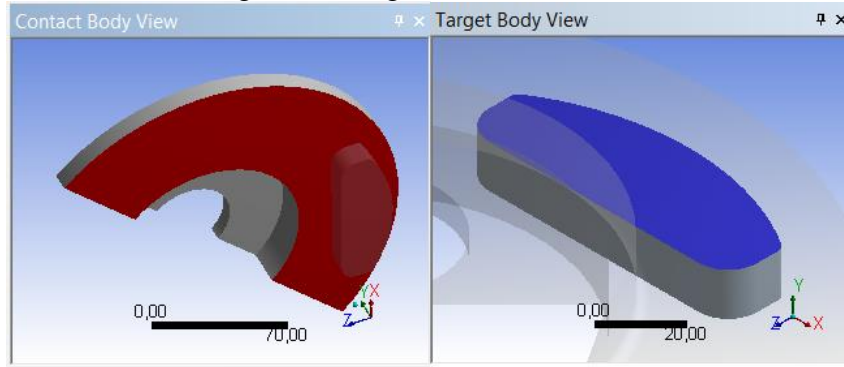 Contact Body View
0,00
70,00
Y X
Z
Target Body View
0,00
20,00
Y
Z X